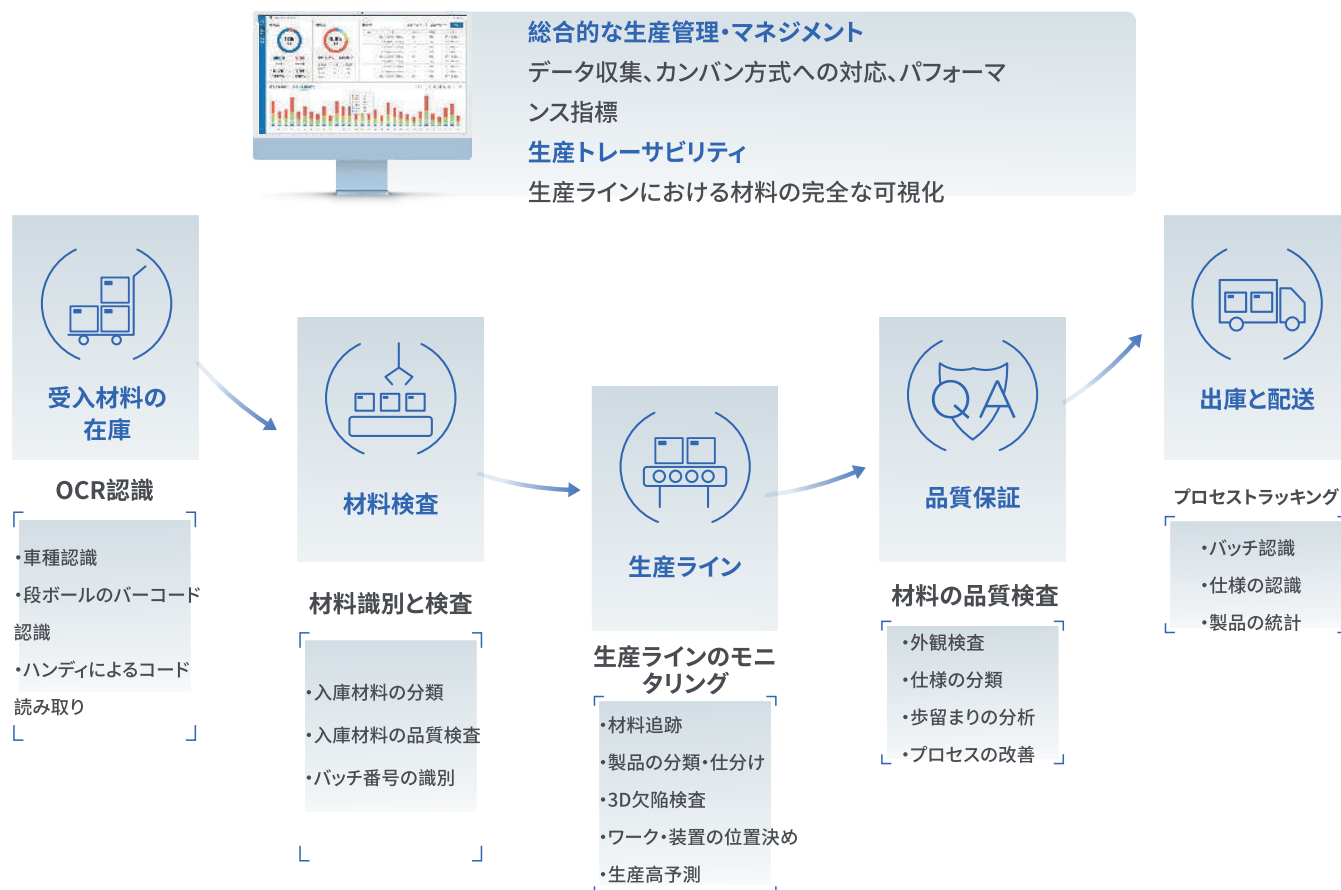 総合的な生産管理・マネジメント
データ収集、カンバン方式への対応、パフォーマ
ンス指標
生産トレーサビリティ
生産ラインにおける材料の完全な可視化
受入材料の
在庫
OCR認識
・車種認識
・段ボールのバーコード
認識
・ハンディによるコード
読み取り
材料検査
材料識別と検査
・入庫材料の分類
・入庫材料の品質検査
・バッチ番号の識別
生産ライン
生産ラインのモニ
タリング
・材料追跡
・製品の分類・仕分け
・3D欠陥検査
・ワーク・装置の位置決め
・生産高予測
QA
品質保証
材料の品質検査
・外観検査
・仕様の分類
・歩留まりの分析
・プロセスの改善
出庫と配送
プロセストラッキング
・バッチ認識
・仕様の認識
・製品の統計